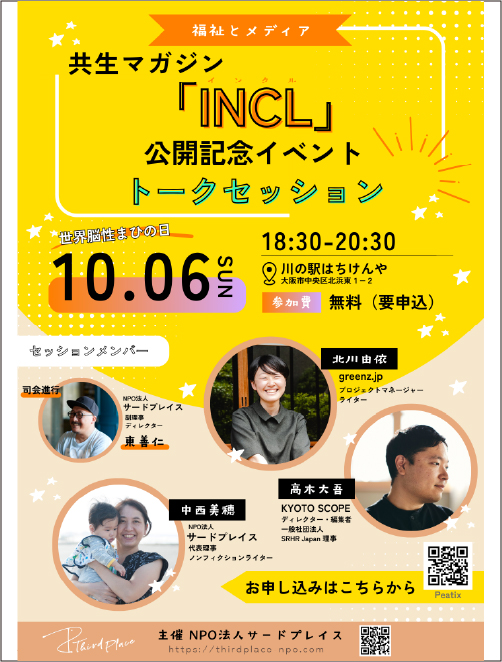 福祉とメディア
共生マガジン
インクル
「INCL」
公開記念イベント
トークセッション
世界脳性まひの日
10.06 SUN
18:30-20:30
川の駅はちけんや
大阪市中央区北浜東1−2
参加費 無料（要申込）
セッションメンバー
北川由依
greenz.jp
プロジェクトマネージャー
ライター
司会進行
NPO法人
サードプレイス
副理事
ディレクター
東善仁
高木大吾
KYOTO SCOPE
ディレクター・編集者
一般社団法人
SRHR Japan 理事
中西美穂
NPO法人
サードプレイス
代表理事
ノンフィクションライター
お申し込みはこちらから
Peatix
Third place
主催 NPO法人サードプレイス
https://thirdplace-npo.com